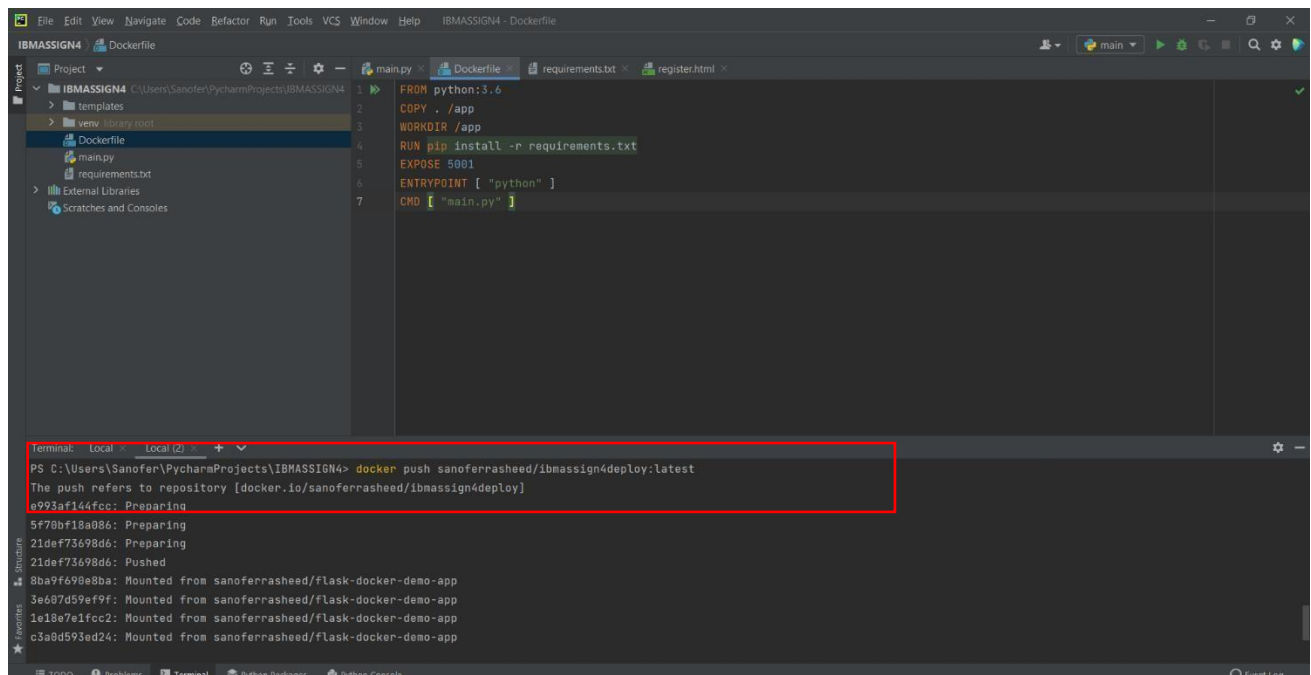 File Edit View Navigate Code Refactor Run Tools VCS Window Help IBMASSIGN4 - Dockerfile
IBMASSIGN4 Dockerfile main
Project
Project main.py Dockerfile requirements.txt register.html
IBMASSIGN4 C:\Users\Sanofer\PycharmProjects\IBMASSIGN4
templates
venv library root
Dockerfile
main.py
requirements.txt
External Libraries
Scratches and Consoles
1 FROM python:3.6
2 COPY . /app
3 WORKDIR /app
4 RUN pip install -r requirements.txt
5 EXPOSE 5001
6 ENTRYPOINT [ "python" ]
7 CMD [ "main.py" ]
Terminal: Local Local (2)
PS C:\Users\Sanofer\PycharmProjects\IBMASSIGN4> docker push sanoferrasheed/ibmassign4deploy:latest
The push refers to repository [docker.io/sanoferrasheed/ibmassign4deploy]
e993af144fcc: Preparing
5f70bf18a086: Preparing
21def73698d6: Preparing
21def73698d6: Pushed
8ba9f690e8ba: Mounted from sanoferrasheed/flask-docker-demo-app
3e607d59ef9f: Mounted from sanoferrasheed/flask-docker-demo-app
1e18e7e1fcc2: Mounted from sanoferrasheed/flask-docker-demo-app
c3a0d593ed24: Mounted from sanoferrasheed/flask-docker-demo-app
Structure
Favorites
TODO Problems Terminal Python Packages Python Console Event Log